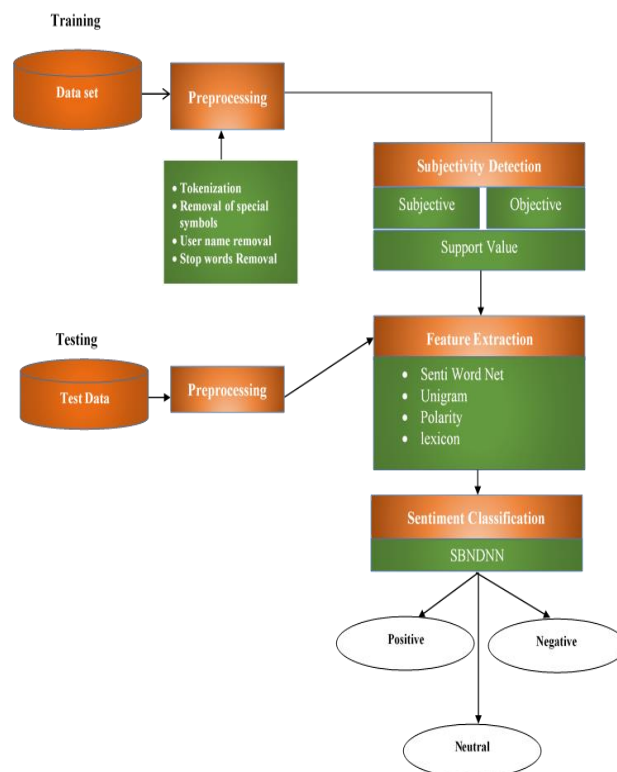 Training
Data set
Preprocessing
• Tokenization
• Removal of special
symbols
• User name removal
• Stop words Removal
Subjectivity Detection
Subjective
Objective
Support Value
Testing
Test Data
Preprocessing
Feature Extraction
• Senti Word Net
• Unigram
• Polarity
• lexicon
Sentiment Classification
SBNDNN
Positive
Negative
Neutral